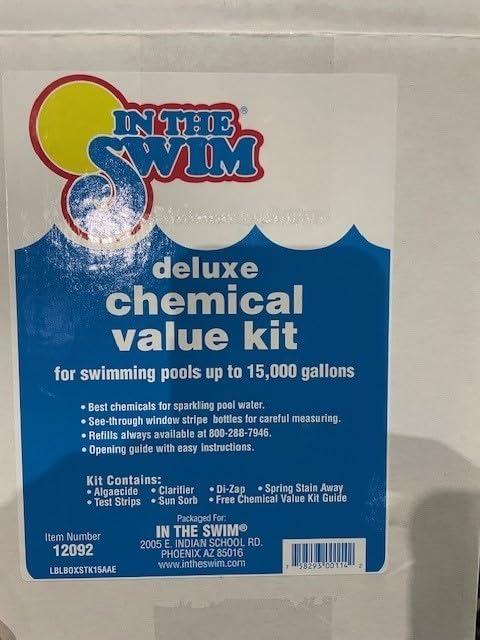 IN THE®
SWIM
deluxe
chemical
value kit
for swimming pools up to 15,000 gallons
• Best chemicals for sparkling pool water.
• See-through window stripe bottles for careful measuring.
• Refills always available at 800-288-7946.
• Opening guide with easy instructions.
Kit Contains:
• Algaecide • Clarifier • Di-Zap • Spring Stain Away
• Test Strips • Sun Sorb • Free Chemical Value Kit Guide
Packaged For:
IN THE SWIM®
2005 E. INDIAN SCHOOL RD.
PHOENIX AZ 85016
www.intheswim.com
Item Number
12092
LBLBOXSTK15AAE